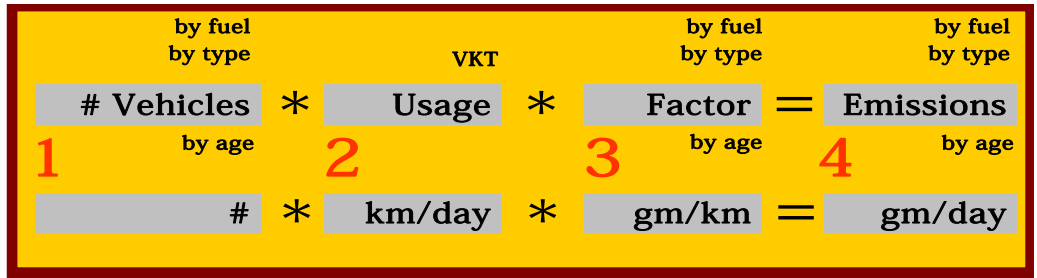 by fuel by fuel by fuel
by type VKT by type by type
# Vehicles * Usage * Factor = Emissions
1 by age 2 3 by age 4 by age
# * km/day * gm/km = gm/day